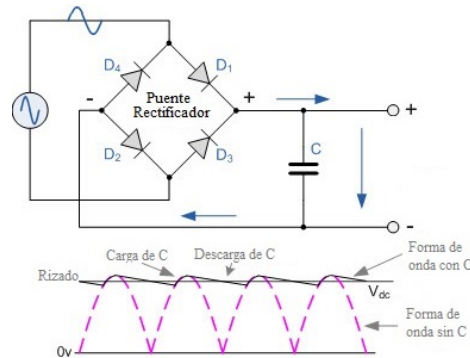 D4
D1
-
Puente
Rectificador
+
D2
D3
C
+
-
Carga de C
Descarga de C
Forma de
onda con C
Rizado
Vdc
Forma de
onda sin C
0v